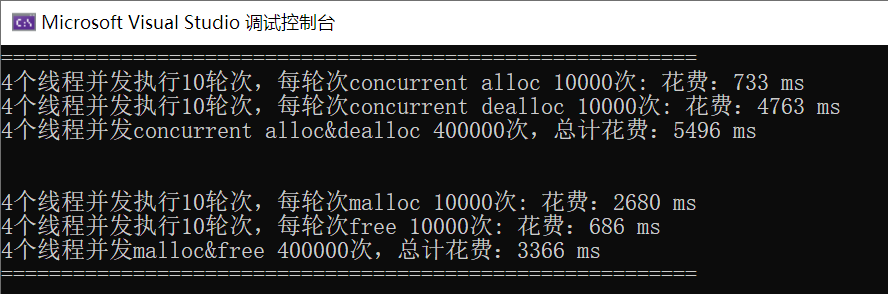 Microsoft Visual Studio 调试控制台
==========================================================
4个线程并发执行10轮次，每轮次concurrent alloc 10000次: 花费：733 ms
4个线程并发执行10轮次，每轮次concurrent dealloc 10000次: 花费：4763 ms
4个线程并发concurrent alloc&dealloc 400000次，总计花费：5496 ms
4个线程并发执行10轮次，每轮次malloc 10000次: 花费：2680 ms
4个线程并发执行10轮次，每轮次free 10000次: 花费：686 ms
4个线程并发malloc&free 400000次，总计花费：3366 ms
==========================================================